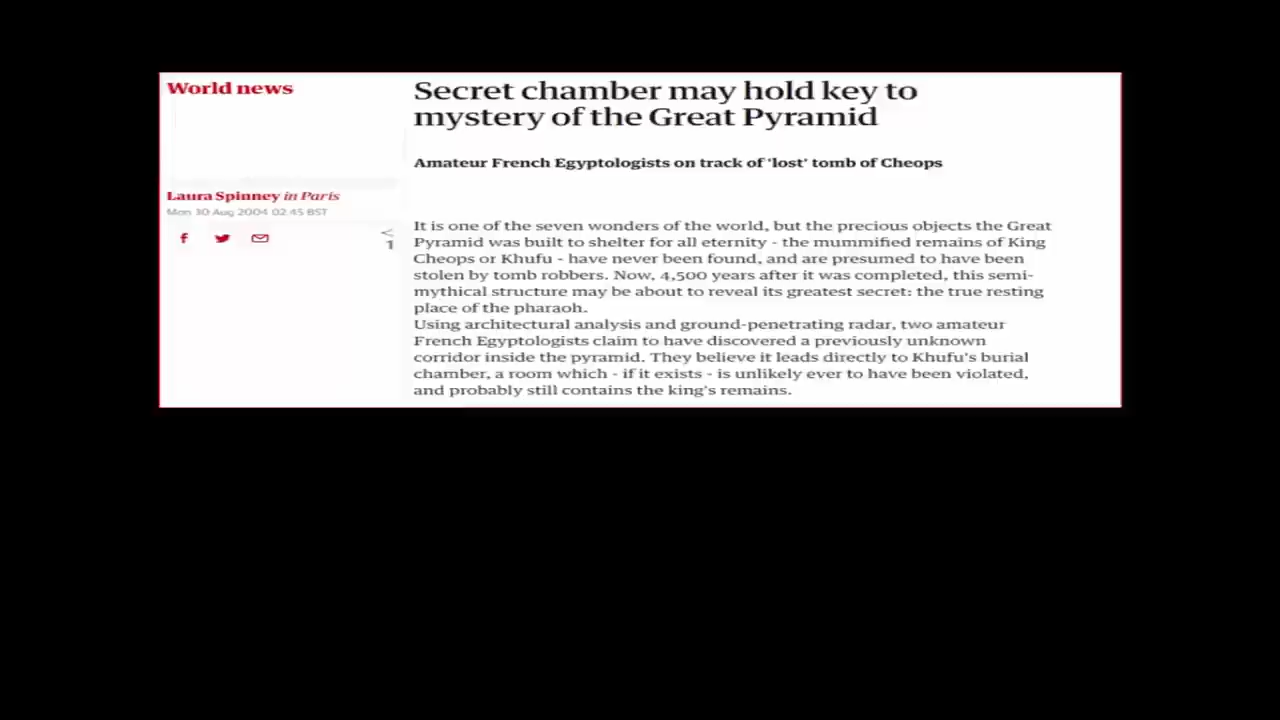 World news
Secret chamber may hold key to
mystery of the Great Pyramid
Amateur French Egyptologists on track of 'lost' tomb of Cheops
Laura Spinney in Paris
Mon 30 Aug 2004 02.45 BST
1
It is one of the seven wonders of the world, but the precious objects the Great
Pyramid was built to shelter for all eternity - the mummified remains of King
Cheops or Khufu - have never been found, and are presumed to have been
stolen by tomb robbers. Now, 4,500 years after it was completed, this semi-
mythical structure may be about to reveal its greatest secret: the true resting
place of the pharaoh.
Using architectural analysis and ground-penetrating radar, two amateur
French Egyptologists claim to have discovered a previously unknown
corridor inside the pyramid. They believe it leads directly to Khufu's burial
chamber, a room which - if it exists - is unlikely ever to have been violated,
and probably still contains the king's remains.